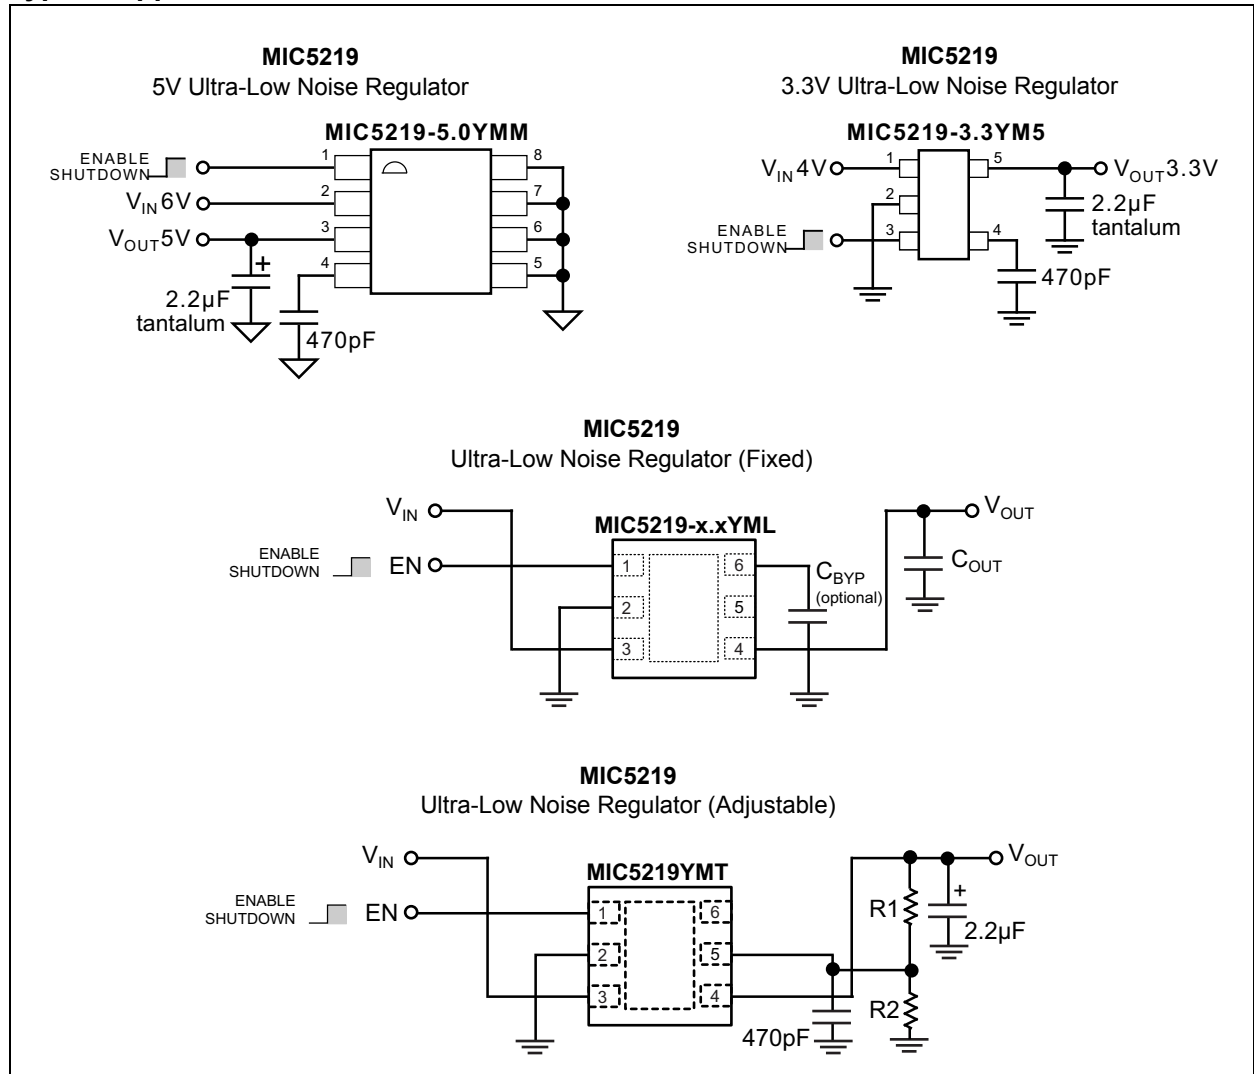 MIC5219
5V Ultra-Low Noise Regulator
MIC5219-5.0YMM
ENABLE
SHUTDOWN
VIN 6V
VOUT 5V
1
2
3
4
8
7
6
5
+
2.2µF
tantalum
470pF
MIC5219
3.3V Ultra-Low Noise Regulator
MIC5219-3.3YM5
VIN 4V
ENABLE
SHUTDOWN
1
2
3
5
4
VOUT 3.3V
2.2µF
tantalum
470pF
MIC5219
Ultra-Low Noise Regulator (Fixed)
VIN
MIC5219-x.xYML
VOUT
ENABLE
SHUTDOWN
EN
1
2
3
6
5
4
CBYP
(optional)
COUT
MIC5219
Ultra-Low Noise Regulator (Adjustable)
VIN
MIC5219YMT
VOUT
ENABLE
SHUTDOWN
EN
1
2
3
6
5
4
R1
+
2.2µF
R2
470pF